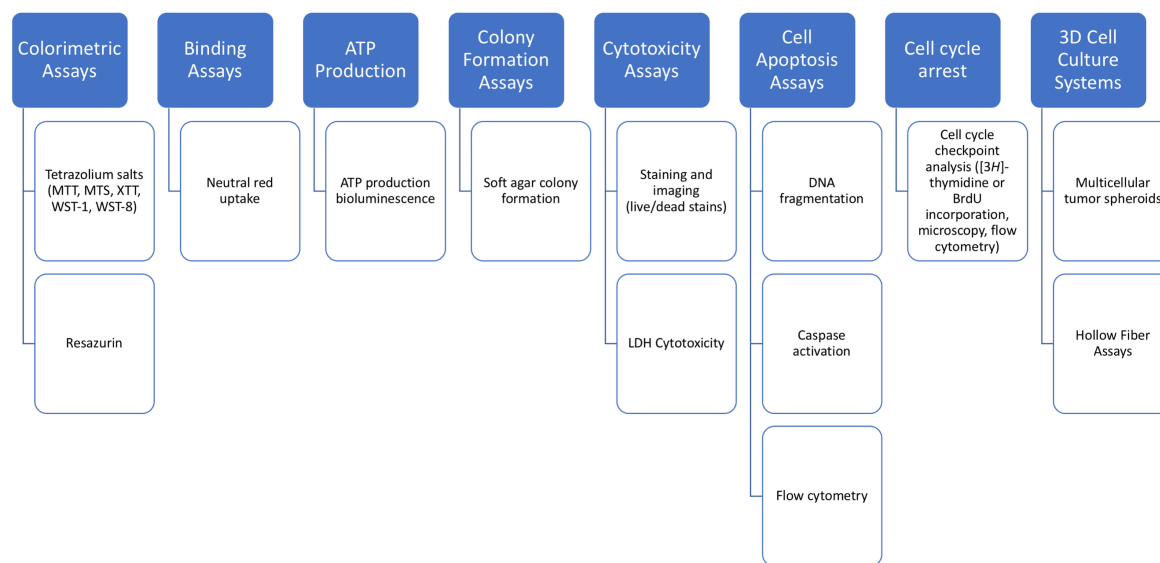 Colorimetric
Assays
Tetrazolium salts
(MTT, MTS, XTT,
WST-1, WST-8)
Resazurin
Binding
Assays
Neutral red
uptake
ATP
Production
ATP production
bioluminescence
Colony
Formation
Assays
Soft agar colony
formation
Cytotoxicity
Assays
Staining and
imaging
(live/dead stains)
LDH Cytotoxicity
Cell
Apoptosis
Assays
DNA
fragmentation
Caspase
activation
Flow cytometry
Cell cycle
arrest
Cell cycle
checkpoint
analysis ([3H]-
thymidine or
BrdU
incorporation,
microscopy, flow
cytometry)
3D Cell
Culture
Systems
Multicellular
tumor spheroids
Hollow Fiber
Assays